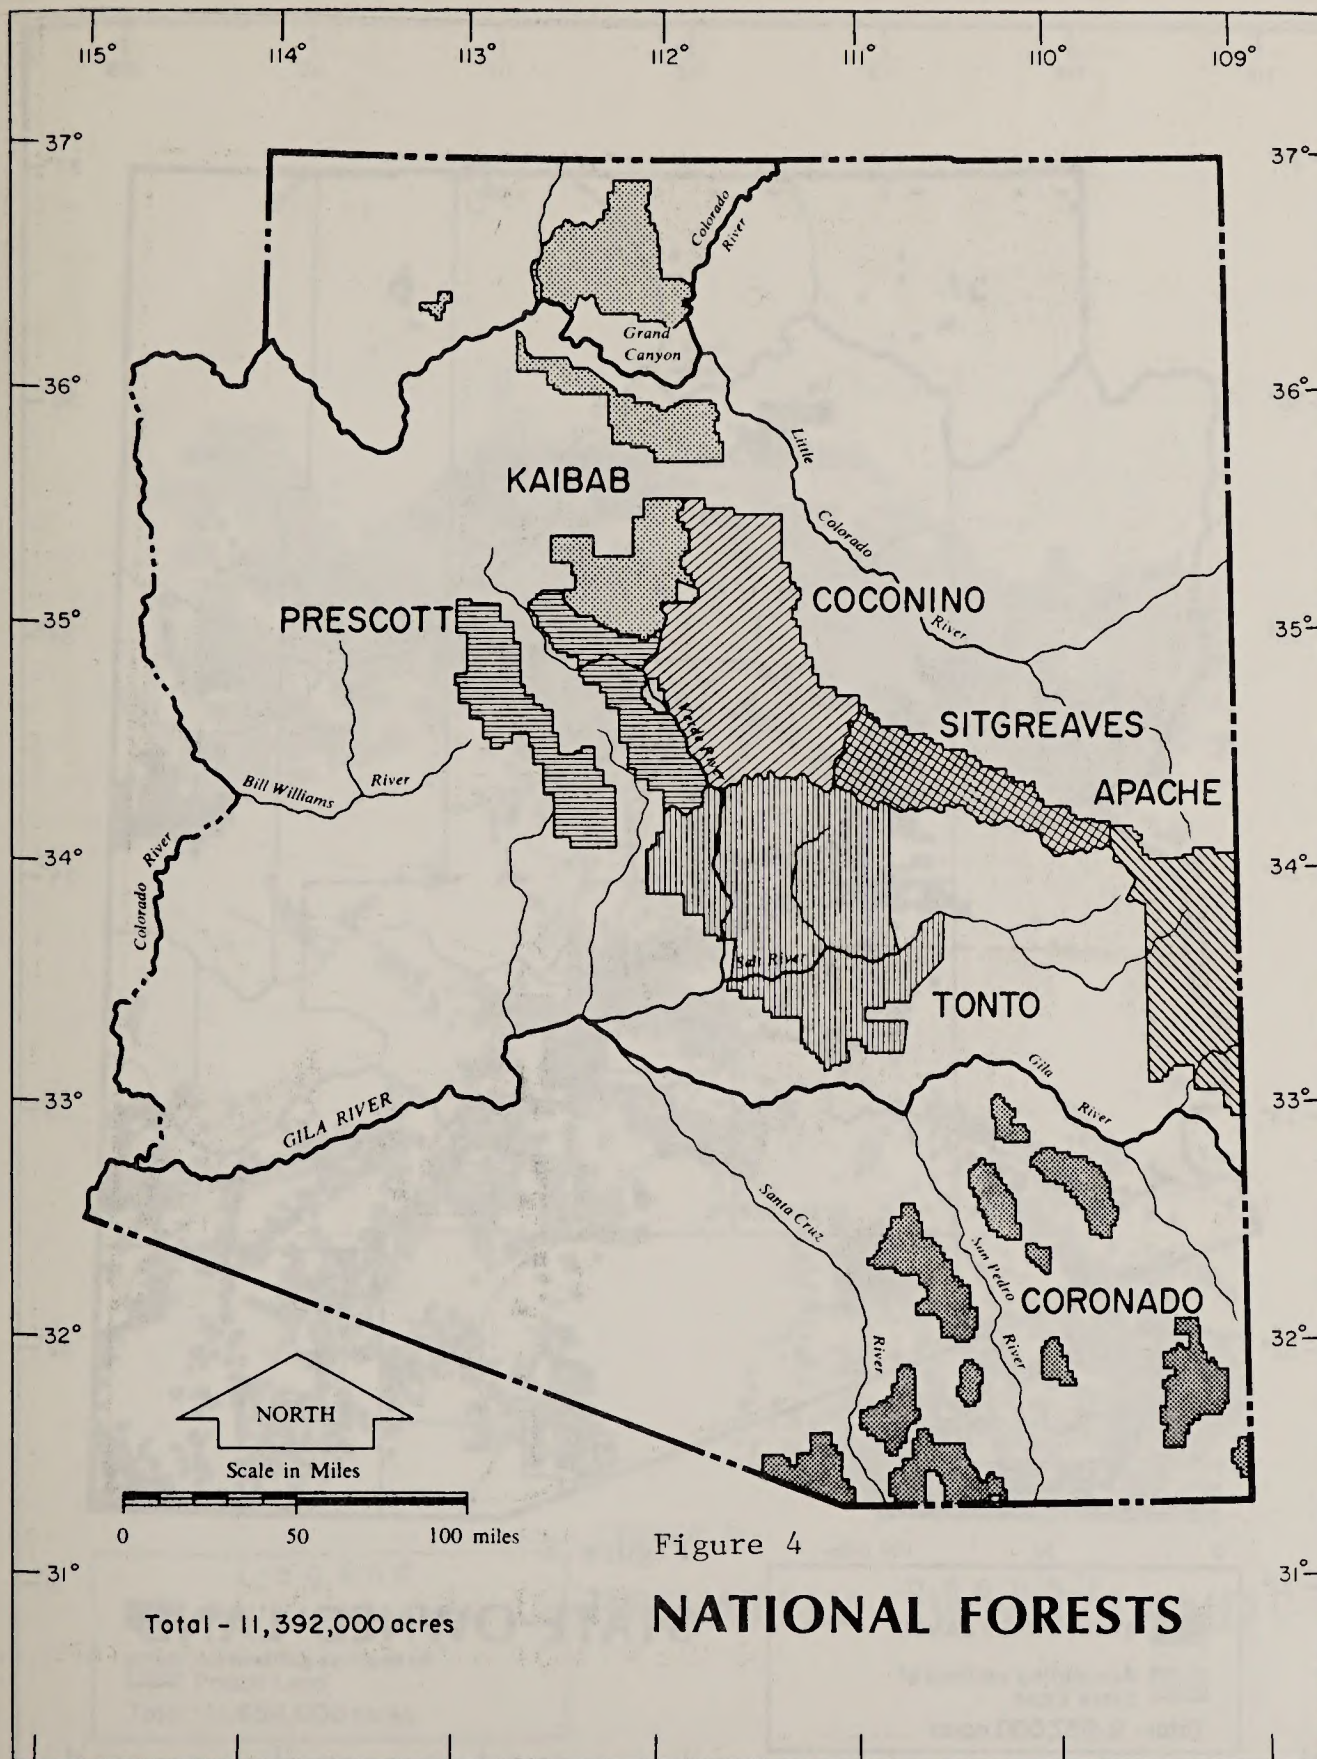 115° 114° 113° 112° 111° 110° 109°
37° 37°
Colorado
River
Grand
Canyon
36° 36°
Little
KAIBAB
Colorado
COCONINO
PRESCOTT
35° 35°
River
SITGREAVES
Verde River
APACHE
Bill Williams River
34° 34°
Colorado River
Salt River
TONTO
Gila
River
33° 33°
GILA RIVER
Santa Cruz
San Pedro
CORONADO
32° 32°
River
River
NORTH
Scale in Miles
0 50 100 miles
Figure 4
31° 31°
Total - 11,392,000 acres
NATIONAL FORESTS